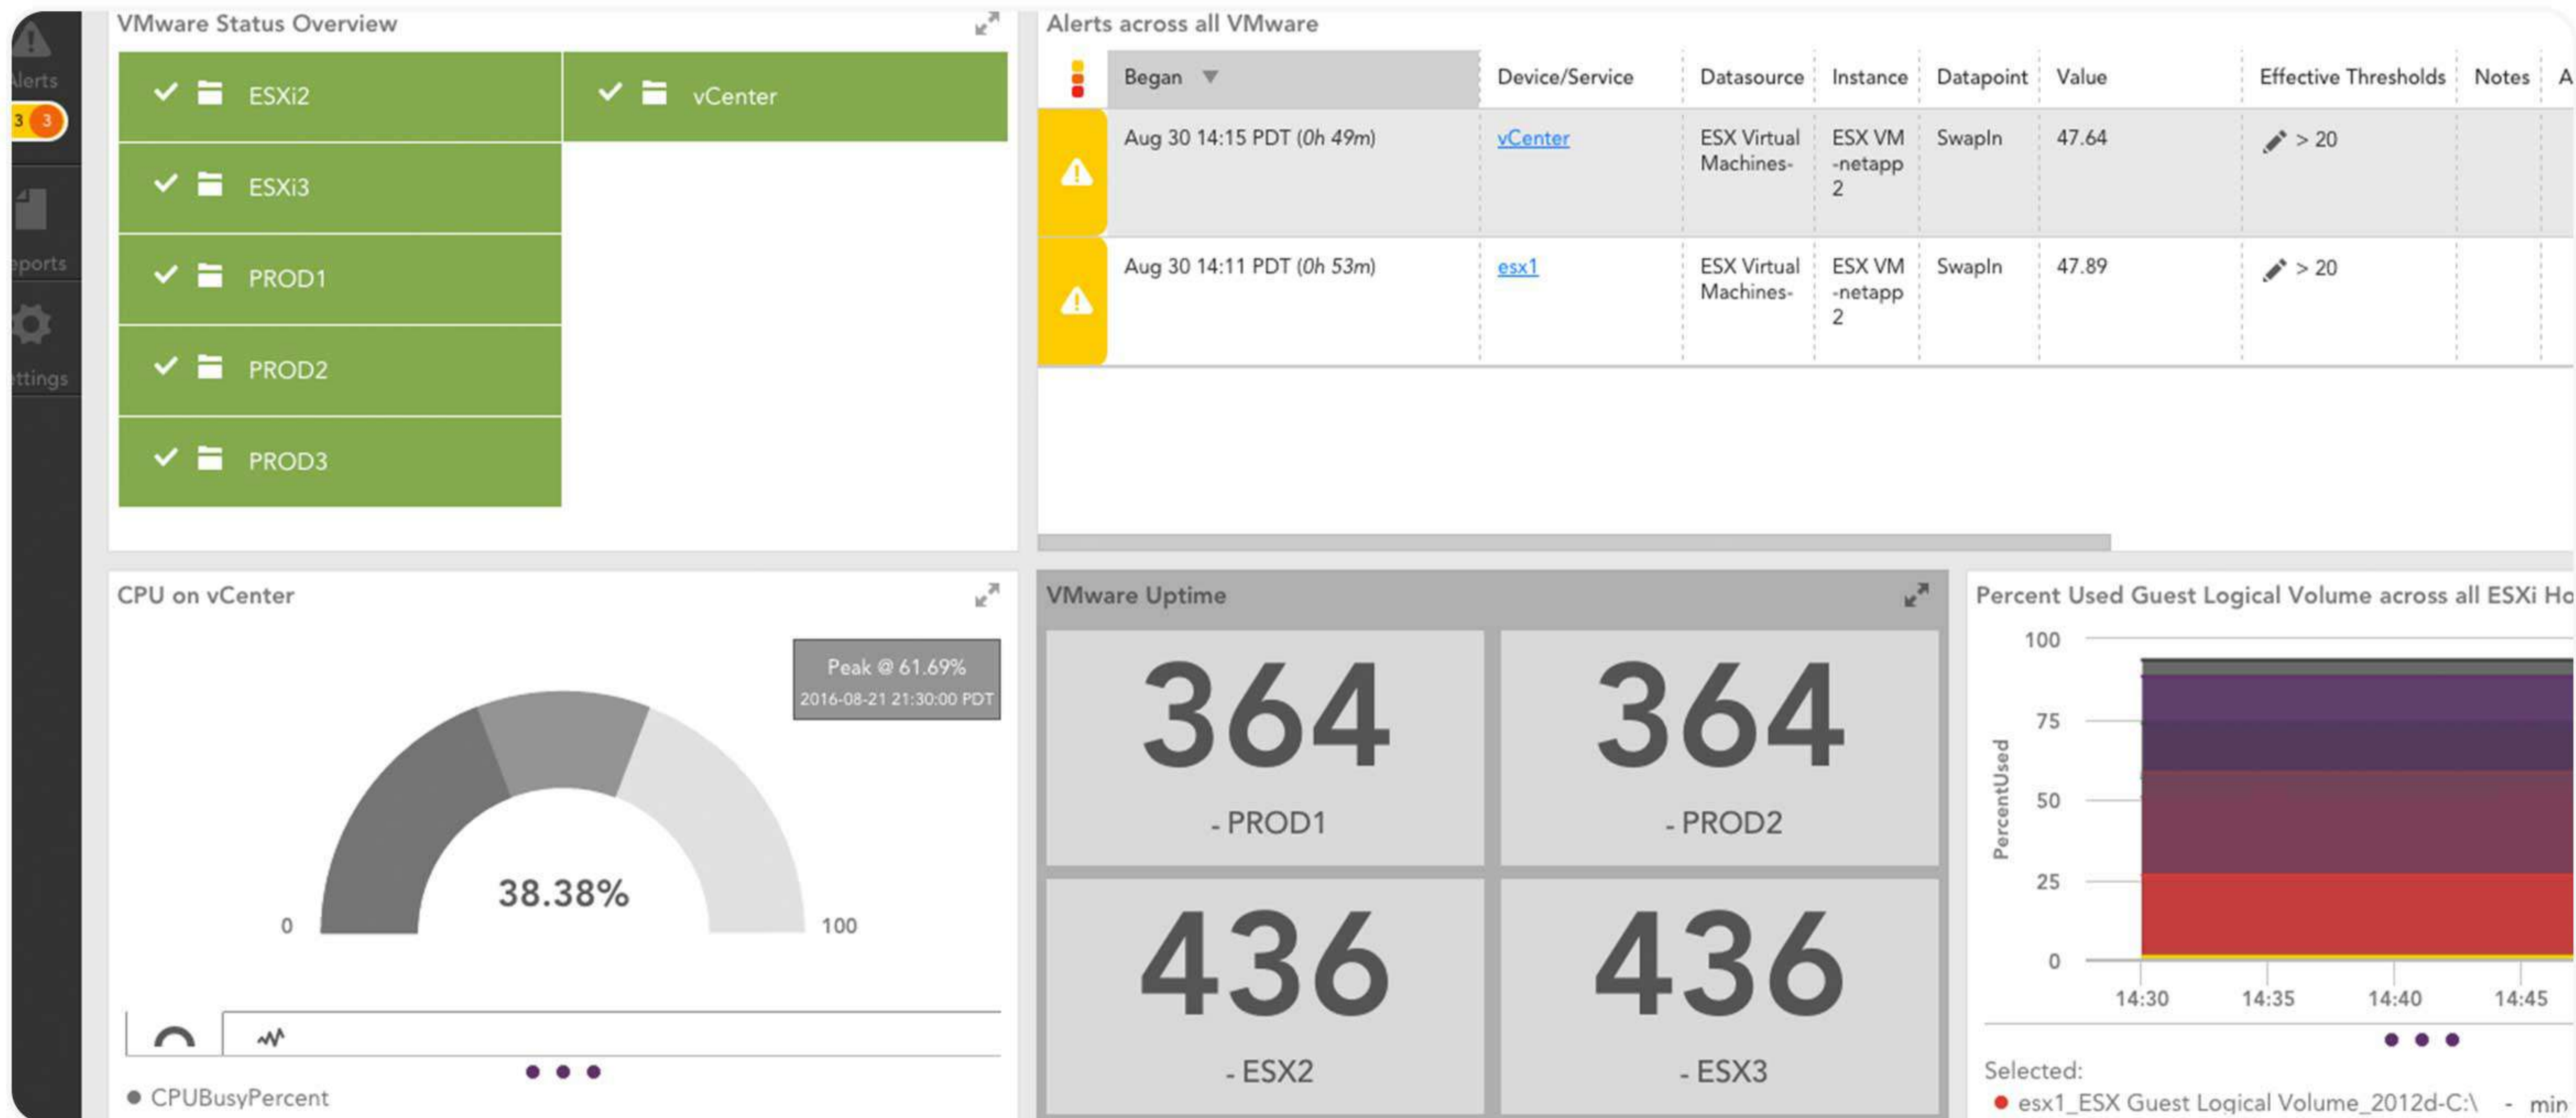 VMware Status Overview
ESXi2
vCenter
ESXi3
PROD1
PROD2
PROD3
Alerts across all VMware
Began Device/Service Datasource Instance Datapoint Value Effective Thresholds Notes A
Aug 30 14:15 PDT (0h 49m) vCenter ESX Virtual ESX VM SwapIn 47.64 > 20
Machines- -netapp
2
Aug 30 14:11 PDT (0h 53m) esx1 ESX Virtual ESX VM SwapIn 47.89 > 20
Machines- -netapp
2
lerts
3 3
eports
ttings
CPU on vCenter
Peak @ 61.69%
2016-08-21 21:30:00 PDT
38.38%
0
100
CPUBusyPercent
VMware Uptime
364
- PROD1
364
- PROD2
436
- ESX2
436
- ESX3
Percent Used Guest Logical Volume across all ESXi Ho
PercentUsed
100
75
50
25
0
14:30 14:35 14:40 14:45
Selected:
esx1_ESX Guest Logical Volume_2012d-C:\ - min